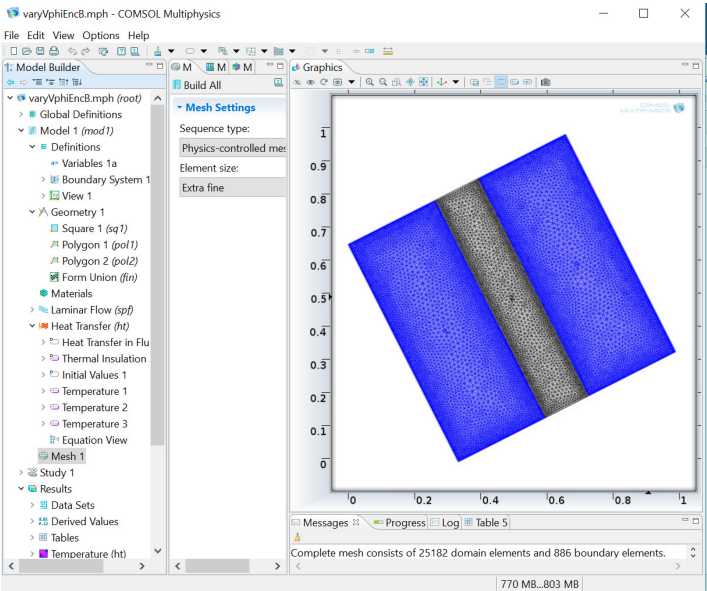 varyVphiEncB.mph - COMSOL Multiphysics
File Edit View Options Help
Model Builder
M M M
Graphics
varyVphiEncB.mph (root)
Global Definitions
Model 1 (mod1)
Definitions
a= Variables 1a
Boundary System 1
View 1
Geometry 1
Square 1 (sq1)
Polygon 1 (pol1)
Polygon 2 (pol2)
Form Union (fin)
Materials
Laminar Flow (spf)
Heat Transfer (ht)
Heat Transfer in Flu
Thermal Insulation
Initial Values 1
Temperature 1
Temperature 2
Temperature 3
Equation View
Mesh 1
Study 1
Results
Data Sets
Derived Values
Tables
Temperature (ht)
Build All
Mesh Settings
Sequence type:
Physics-controlled mes
Element size:
Extra fine
COMSOL
MULTIPHYSICS
1
0.9
0.8
0.7
0.6
0.5
0.4
0.3
0.2
0.1
0
0 0.2 0.4 0.6 0.8 1
Messages Progress Log Table 5
Complete mesh consists of 25182 domain elements and 886 boundary elements.
770 MB...803 MB